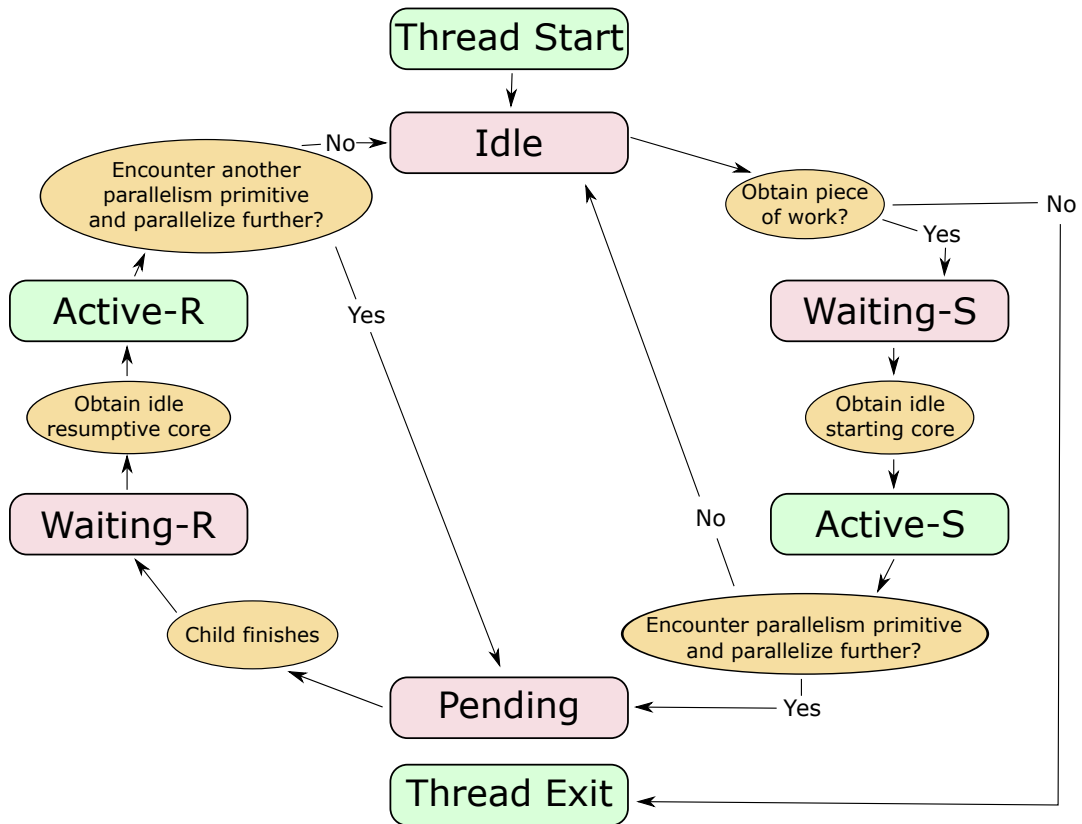 Thread Start
Idle
No
Encounter another
parallelism primitive
and parallelize further?
Obtain piece
of work?
No
Yes
Active-R
Yes
Waiting-S
Obtain idle
resumptive core
Obtain idle
starting core
Waiting-R
No
Active-S
Child finishes
Encounter parallelism primitive
and parallelize further?
Pending
Yes
Thread Exit